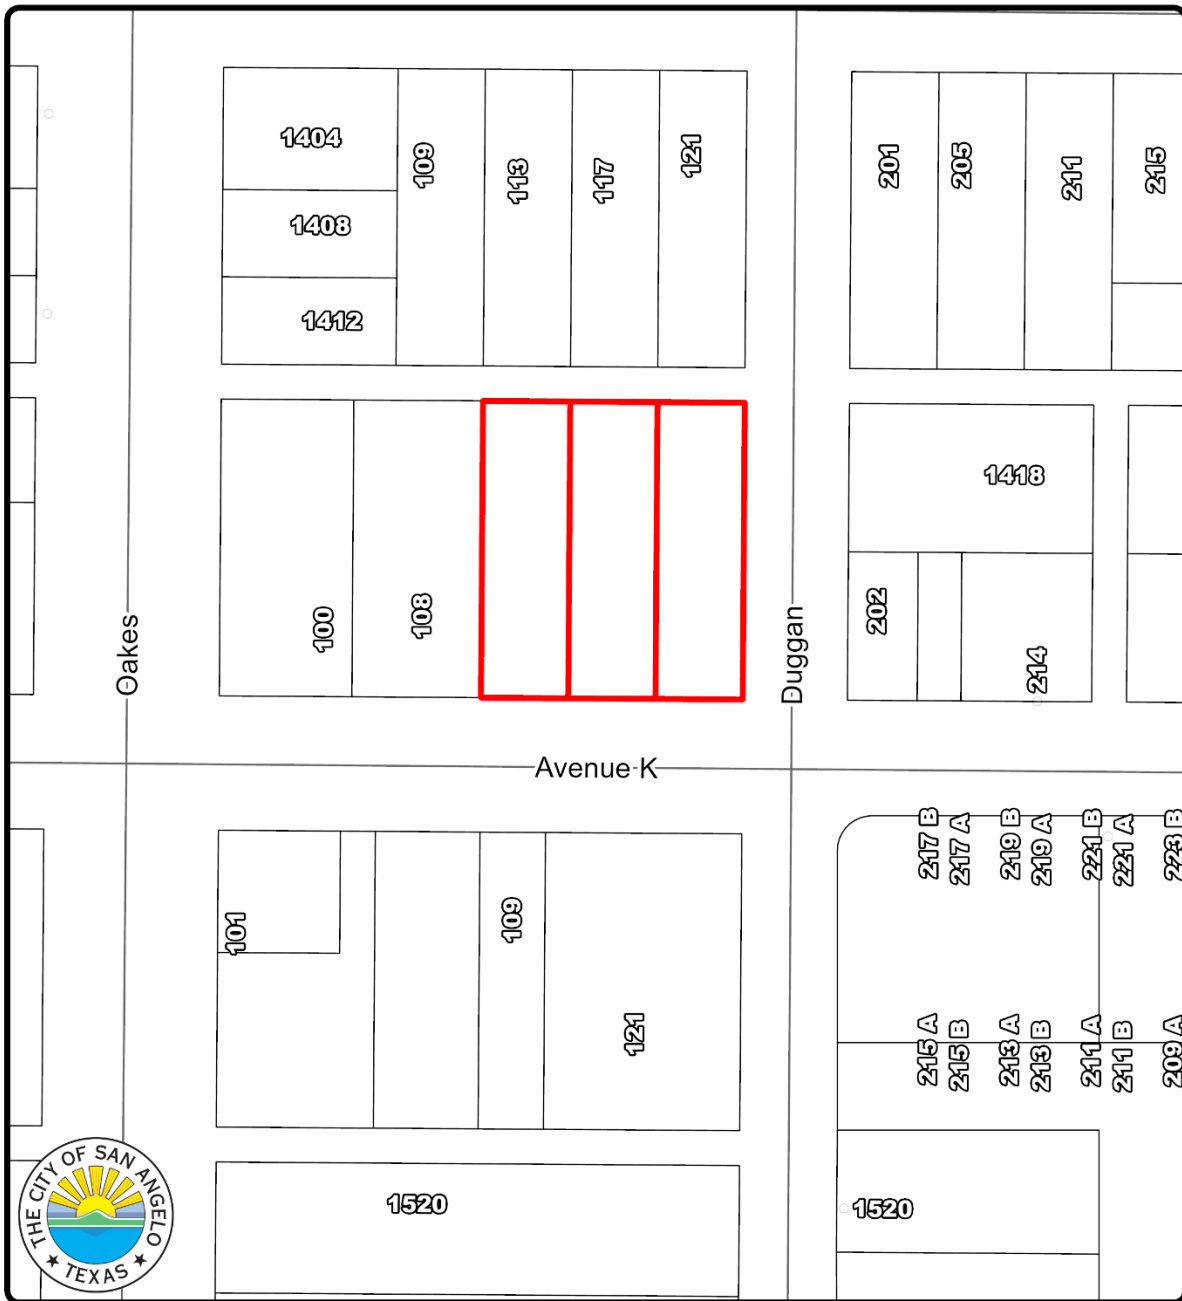 1404
109
113
117
121
201
205
211
215
1408
1412
1418
100
108
202
214
Oakes
Duggan
Avenue K
217 B
217 A
219 B
219 A
221 B
221 A
223 B
101
109
121
215 A
215 B
213 A
213 B
211 A
211 B
209 A
1520
1520
THE CITY OF SAN ANGELO
TEXAS